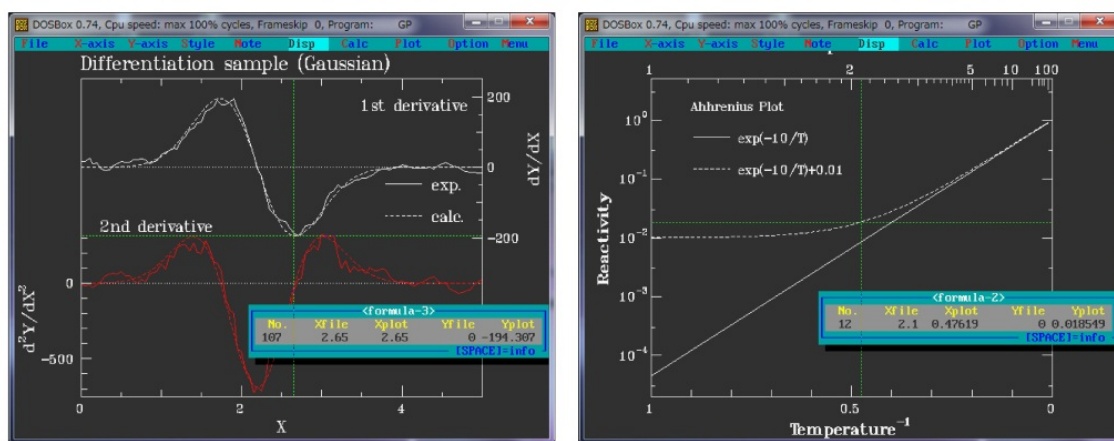 DOSBox 0.74, Cpu speed: max 100% cycles, Frameskip 0, Program: GP
File X-axis Y-axis Style Note Disp Calc Plot Option Menu
Differentiation sample (Gaussian)
1st derivative
200
0
-200
dY/dX
exp.
calc.
2nd derivative
0
-500
d²Y/dX²
<formula-3>
No. Xfile Xplot Yfile Yplot
107 2.65 2.65 0 -194.307
[SPACE]=info
0 2 4
X
DOSBox 0.74, Cpu speed: max 100% cycles, Frameskip 0, Program: GP
File X-axis Y-axis Style Note Disp Calc Plot Option Menu
1 2 5 10 100
Ahhrenius Plot
exp(-10/T)
exp(-10/T)+0.01
10⁰
10⁻¹
10⁻²
10⁻³
10⁻⁴
Reactivity
<formula-2>
No. Xfile Xplot Yfile Yplot
12 2.1 0.47619 0 0.018549
[SPACE]=info
1 0.5 0
Temperature⁻¹